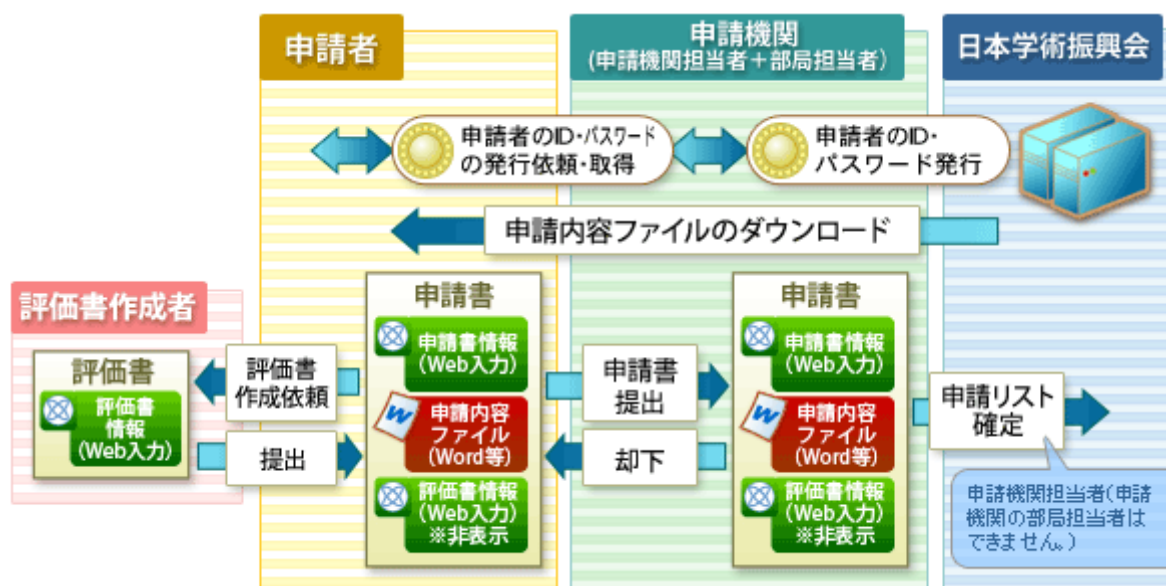 申請者
申請機関
(申請機関担当者+部局担当者)
日本学術振興会
申請者のID・パスワード
の発行依頼・取得
申請者のID・
パスワード発行
申請内容ファイルのダウンロード
評価書作成者
評価書
評価書
情報
(Web入力)
評価書
作成依頼
提出
申請書
申請書情報
(Web入力)
W
申請内容
ファイル
(Word等)
評価書情報
(Web入力)
※非表示
申請書
提出
却下
申請書
申請書情報
(Web入力)
W
申請内容
ファイル
(Word等)
評価書情報
(Web入力)
※非表示
申請リスト
確定
申請機関担当者(申請
機関の部局担当者は
できません。)